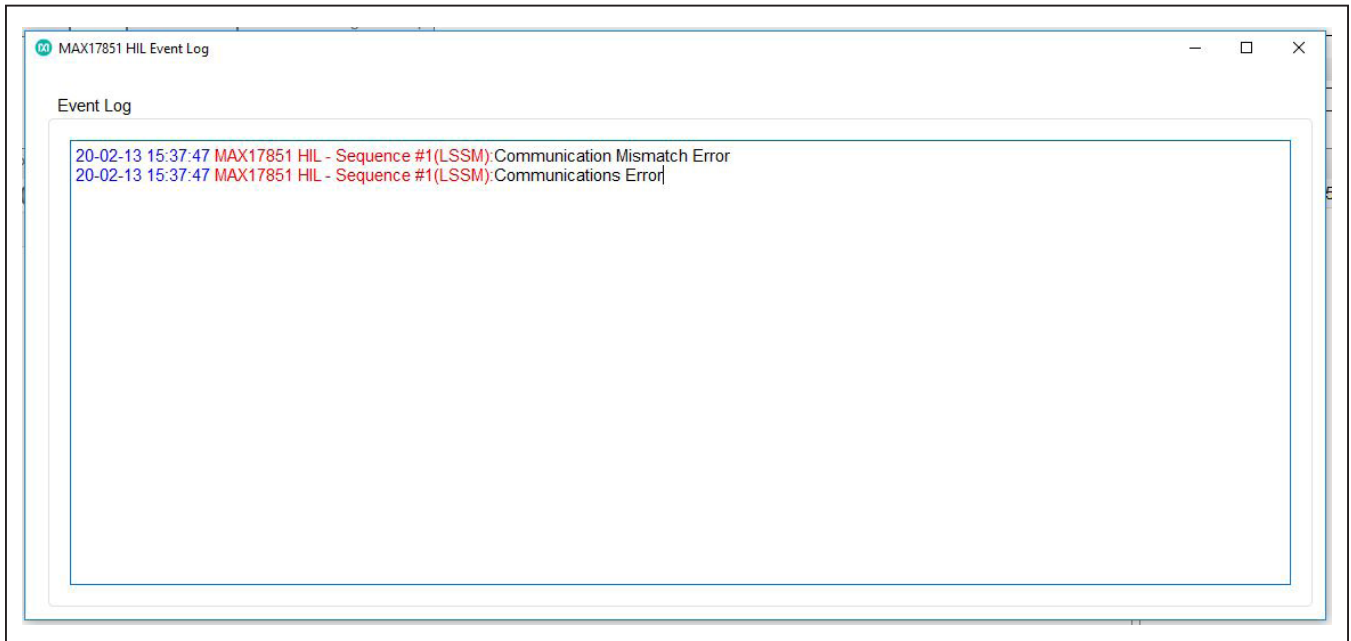 MAX17851 HIL Event Log
Event Log
20-02-13 15:37:47 MAX17851 HIL - Sequence #1(LSSM):Communication Mismatch Error
20-02-13 15:37:47 MAX17851 HIL - Sequence #1(LSSM):Communications Error